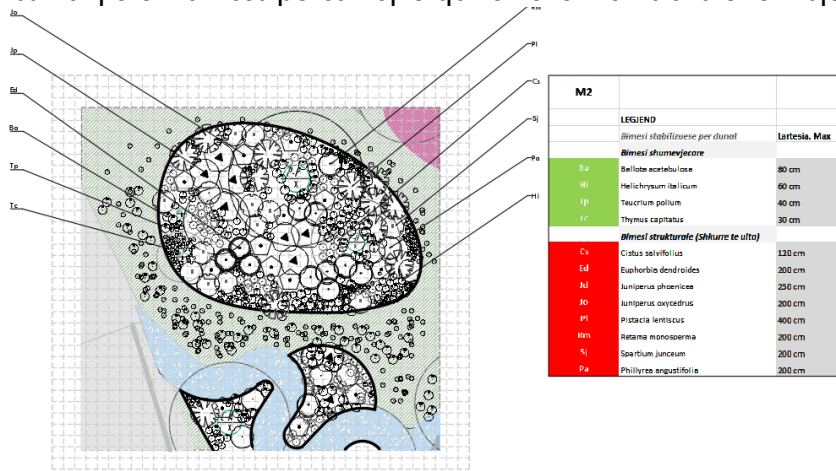 Jo
Jp
Ed
Ba
Tp
Tc
Pl
Cs
Sj
Pa
Hi
M2
LEGJEND
Bimesi stabilizuese per dunat Lartesia. Max
Bimesi shumevjecare
Ba Ballota acetabulosa 80 cm
Hi Helichrysum italicum 60 cm
Tp Teucrium polium 40 cm
Tc Thymus capitatus 30 cm
Bimesi strukturale (Shkurre te ulta)
Cs Cistus salvifolius 120 cm
Ed Euphorbia dendroides 200 cm
Jd Juniperus phoenicea 250 cm
Jo Juniperus oxycedrus 200 cm
Pl Pistacia lentiscus 400 cm
Rm Retama monosperma 200 cm
Sj Spartium junceum 200 cm
Pa Phillyrea angustifolia 200 cm